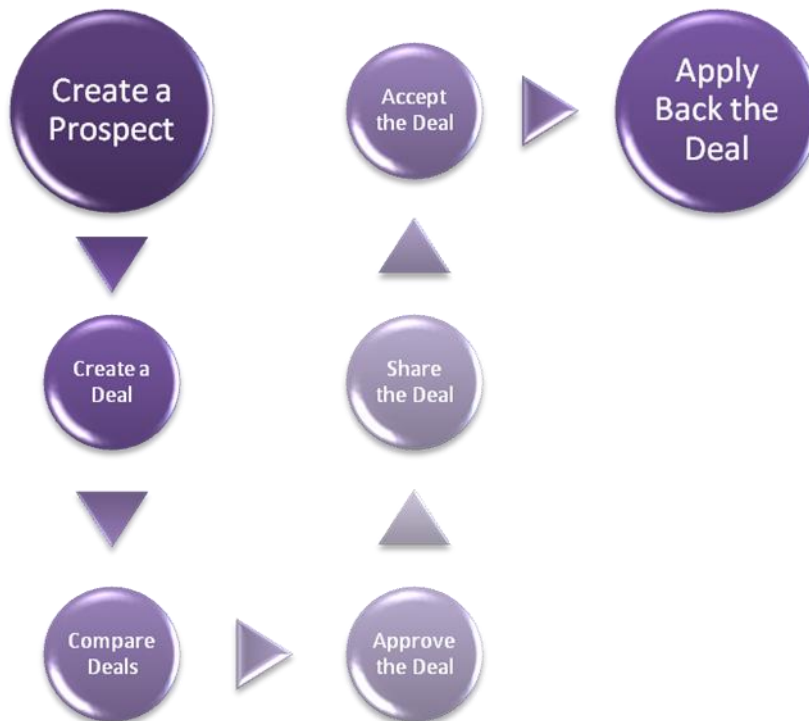 Create a
Prospect
Create a
Deal
Compare
Deals
Approve
the Deal
Share
the Deal
Accept
the Deal
Apply
Back the
Deal